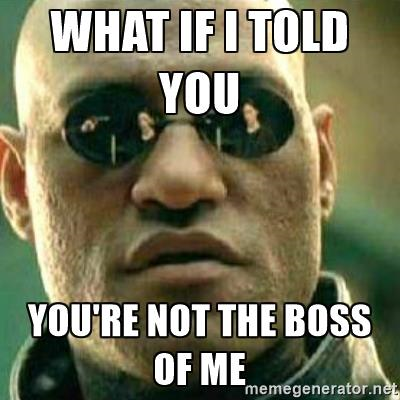 WHAT IF I TOLD
YOU
YOU'RE NOT THE BOSS
OF ME
memegenerator.net